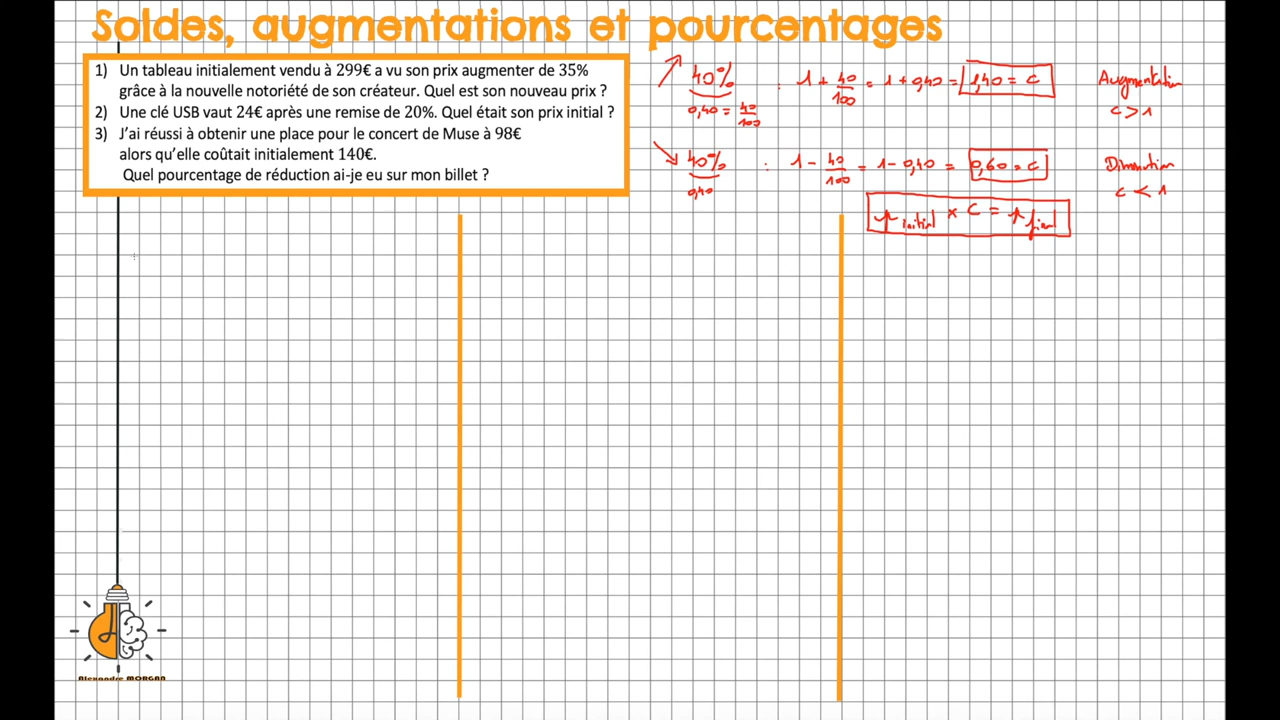 Soldes, augmentations et pourcentages
1) Un tableau initialement vendu à 299€ a vu son prix augmenter de 35%
grâce à la nouvelle notoriété de son créateur. Quel est son nouveau prix ?
2) Une clé USB vaut 24€ après une remise de 20%. Quel était son prix initial ?
3) J'ai réussi à obtenir une place pour le concert de Muse à 98€
alors qu'elle coûtait initialement 140€.
Quel pourcentage de réduction ai-je eu sur mon billet ?
↗ 40% : 1 + 40/100 = 1 + 0,40 = 1,40 = C Augmentation
0,40 = 40/100 C > 1
↘ 40% : 1 - 40/100 = 1 - 0,40 = 0,60 = C Diminution
0,40 C < 1
P initial × C = P final
Alexandre MORGAN